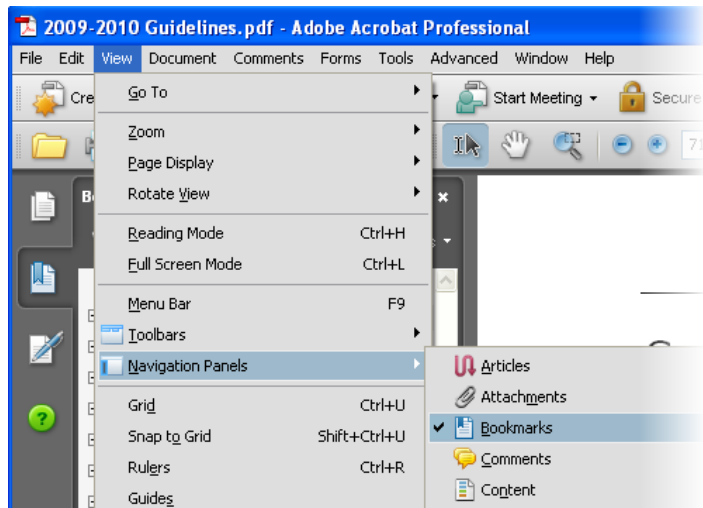 2009-2010 Guidelines.pdf - Adobe Acrobat Professional
File Edit View Document Comments Forms Tools Advanced Window Help
Cre Start Meeting Secure
Go To
Zoom
Page Display
Rotate View
Reading Mode Ctrl+H
Full Screen Mode Ctrl+L
Menu Bar F9
Toolbars
Navigation Panels
Articles
Grid Ctrl+U
Attachments
Snap to Grid Shift+Ctrl+U
Bookmarks
Rulers Ctrl+R
Comments
Guides
Content